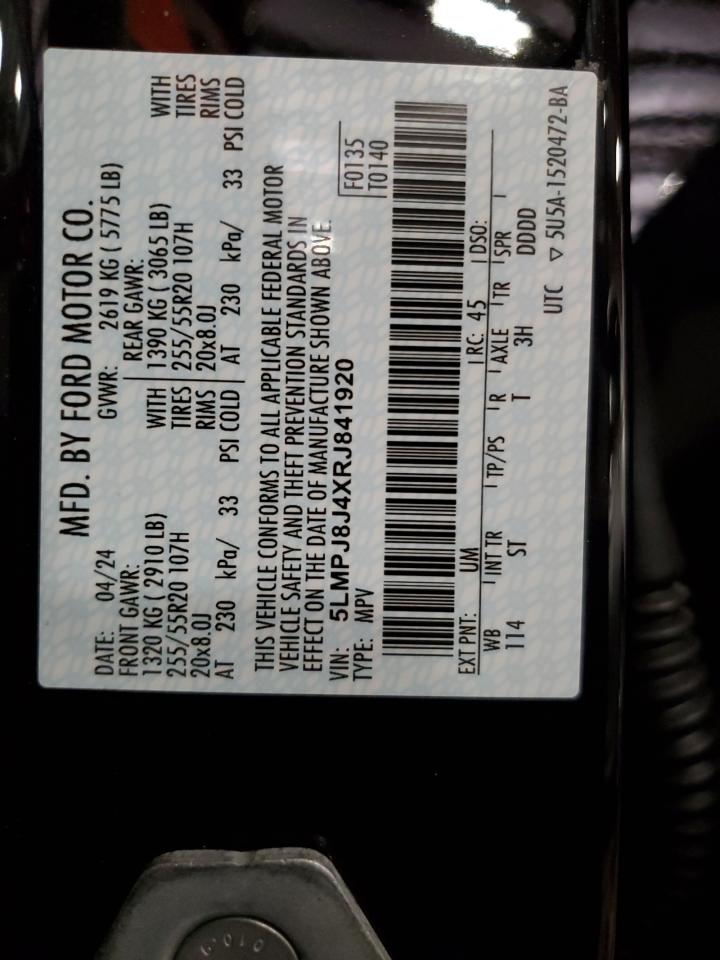 MFD. BY FORD MOTOR CO.
DATE: 04/24 GVWR: 2619 KG ( 5775 LB)
FRONT GAWR: REAR GAWR:
1320 KG ( 2910 LB) WITH 1390 KG ( 3065 LB) WITH
255/55R20 107H TIRES 255/55R20 107H TIRES
20x8.0J RIMS 20x8.0J RIMS
AT 230 kPa/ 33 PSI COLD AT 230 kPa/ 33 PSI COLD
THIS VEHICLE CONFORMS TO ALL APPLICABLE FEDERAL MOTOR
VEHICLE SAFETY AND THEFT PREVENTION STANDARDS IN
EFFECT ON THE DATE OF MANUFACTURE SHOWN ABOVE.
VIN: 5LMPJ8J4XRJ841920 F0135
TYPE: MPV T0140
EXT PNT: UM RC: 45 DSO:
WB INT TR TP/PS R AXLE TR SPR
114 ST T 3H DDDD
UTC ▽ 5U5A-1520472-BA
010.9